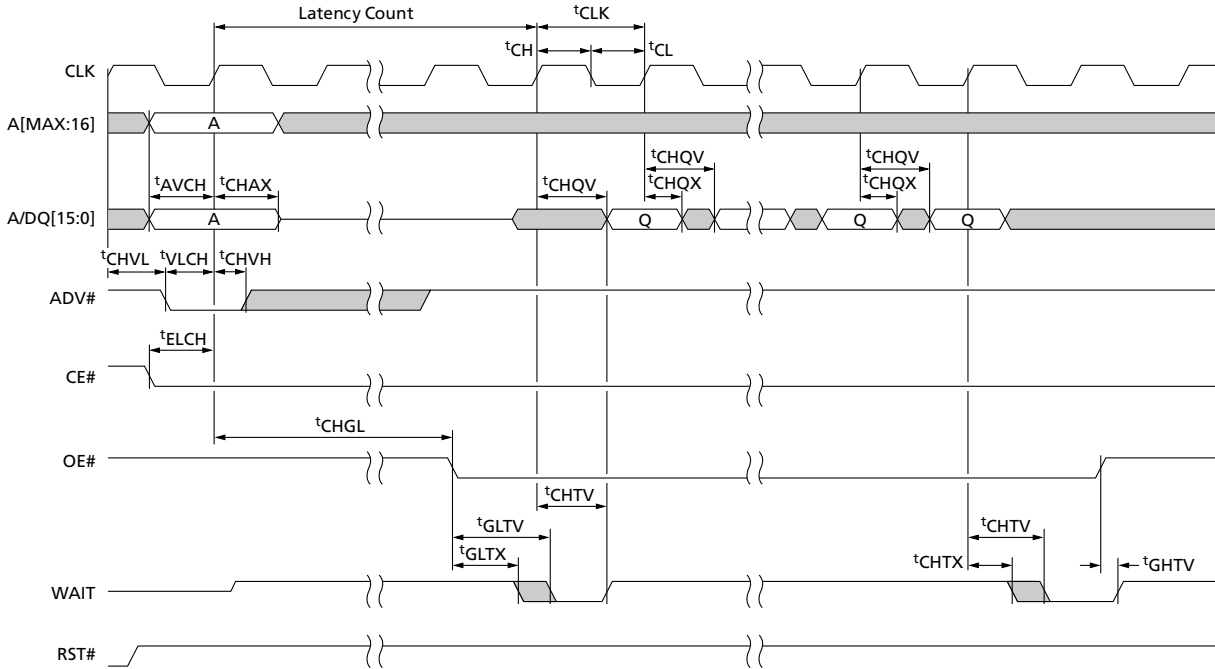 Latency Count
tCLK
tCH
tCL
CLK
A[MAX:16]
A
tAVCH
tCHAX
tCHQV
tCHQV
tCHQX
tCHQV
tCHQX
A/DQ[15:0]
A
Q
Q
Q
tCHVL
tVLCH
tCHVH
ADV#
tELCH
CE#
tCHGL
OE#
tCHTV
tGLTV
tGLTX
tCHTV
tCHTX
tGHTV
WAIT
RST#